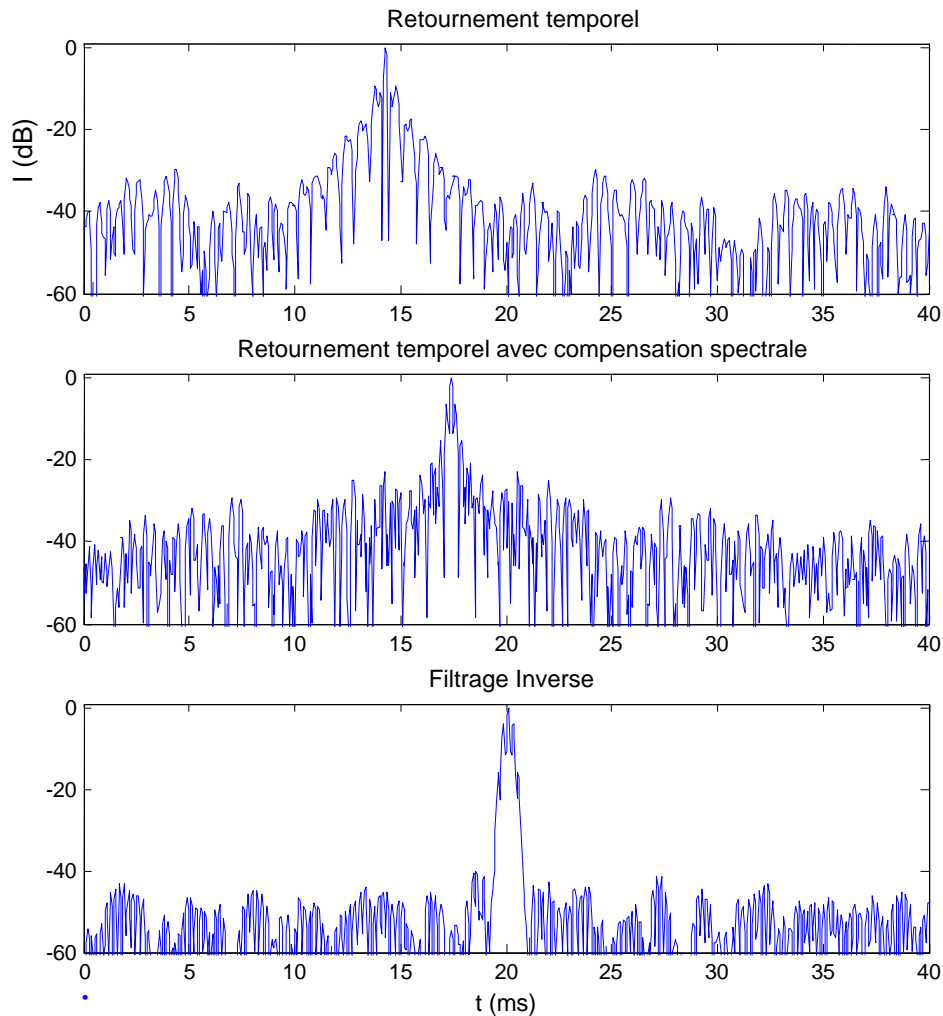 Retournement temporel
I (dB)
0
-20
-40
-60
0 5 10 15 20 25 30 35 40
Retournement temporel avec compensation spectrale
0
-20
-40
-60
0 5 10 15 20 25 30 35 40
Filtrage Inverse
0
-20
-40
-60
0 5 10 15 20 25 30 35 40
t (ms)